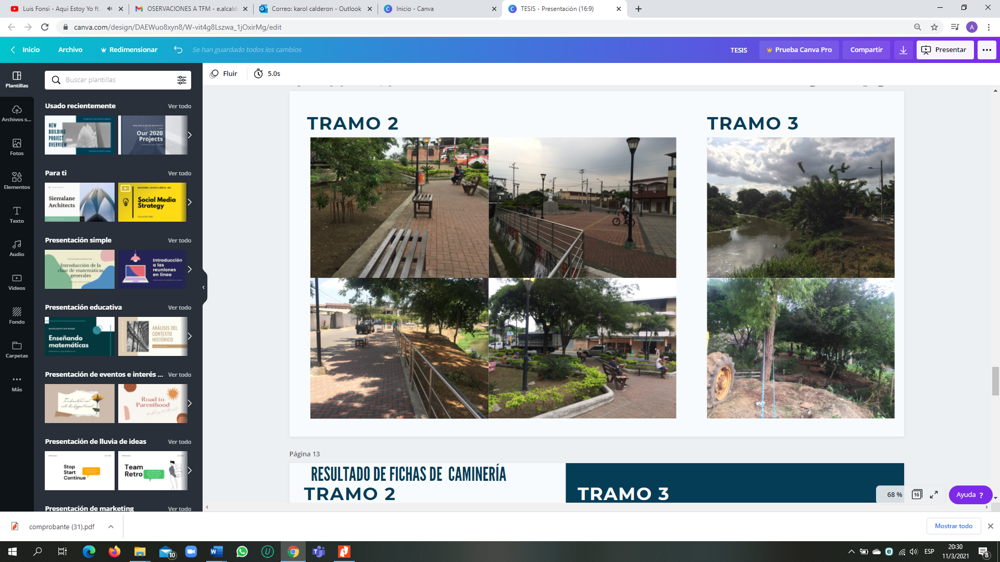 Luis Fonsi - Aqui Estoy Yo ft.
OSERVACIONES A TFM - e.alcald
Correo: karol calderon - Outlook
Inicio - Canva
TESIS - Presentación (16:9)
canva.com/design/DAEWuo8xyn8/W-vit4g8Lszwa_1jOxirMg/edit
A
Inicio
Archivo
Redimensionar
Se han guardado todos los cambios
TESIS
Prueba Canva Pro
Compartir
Presentar
Plantillas
Buscar plantillas
Fluir
5.0s
Archivos s...
Fotos
Elementos
Texto
Audio
Videos
Fondo
Carpetas
Más
Usado recientemente
Ver todo
NEW
BUILDING
PROJECT
OVERVIEW
Our 2020
Projects
Para ti
Ver todo
Sierralane
Architects
Social Media
Strategy
Presentación simple
Ver todo
Introducción de la
clase de matemáticas
generales
Introducción
a las
reuniones
en línea
Presentación educativa
Ver todo
Enseñando
matemáticas
ANÁLISIS DEL
CONTEXTO
HISTÓRICO
Presentación de eventos e interés ...
Ver todo
Road to
Parenthood
Presentación de lluvia de ideas
Ver todo
Stop
Start
Continue
Team
Retro
Presentación de marketing
Ver todo
TRAMO 2
TRAMO 3
Página 13
RESULTADO DE FICHAS DE CAMINERÍA
TRAMO 2
TRAMO 3
68 %
16
Ayuda ?
comprobante (31).pdf
Mostrar todo
10
ESP
20:30
11/3/2021
8